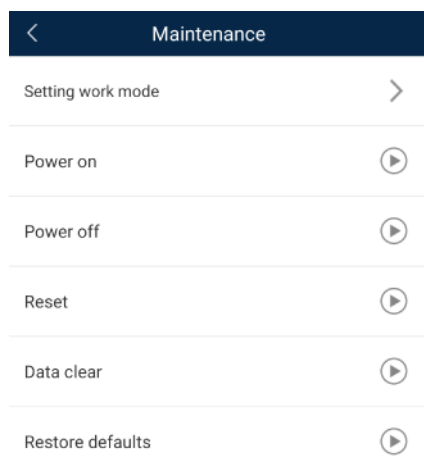 Maintenance
Setting work mode
Power on
Power off
Reset
Data clear
Restore defaults